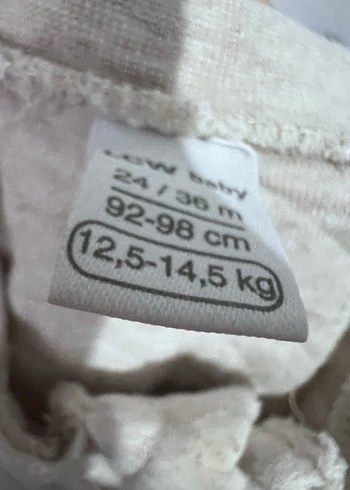 LCW baby
24 / 36 m
92-98 cm
12,5-14,5 kg